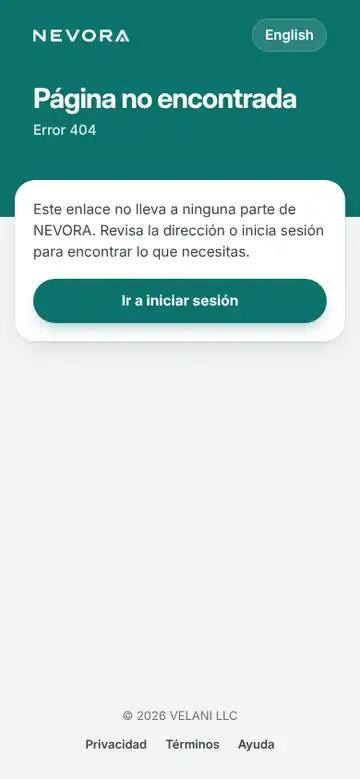 NEVORA
English
Página no encontrada
Error 404
Este enlace no lleva a ninguna parte de
NEVORA. Revisa la dirección o inicia sesión
para encontrar lo que necesitas.
Ir a iniciar sesión
© 2026 VELANI LLC
Privacidad Términos Ayuda